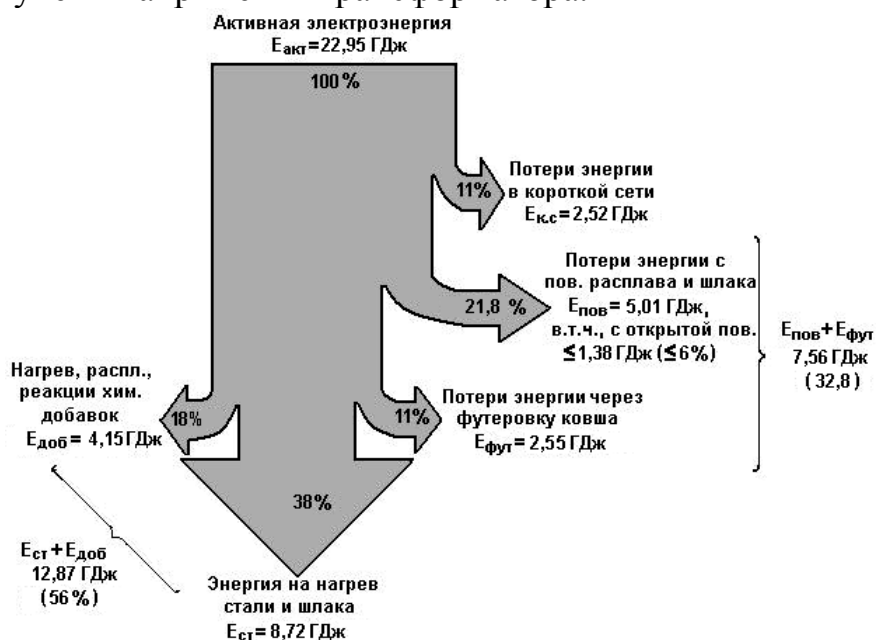 Активная электроэнергия
Eакт=22,95 ГДж
100%
Потери энергии
в короткой сети
Eк.с=2,52 ГДж
11%
Потери энергии с
пов. расплава и шлака
Eпов= 5,01 ГДж,
в.т.ч., с открытой пов.
≤1,38 ГДж (≤6%)
21,8 %
Eпов+Eфут
7,56 ГДж
(32,8)
Нагрев, распл.,
реакции хим.
добавок
Eдоб= 4,15ГДж
18%
11%
Потери энергии через
футеровку ковша
Eфут=2,55 ГДж
38%
Eст+Eдоб
12,87 ГДж
(56%)
Энергия на нагрев
стали и шлака
Eст=8,72 ГДж